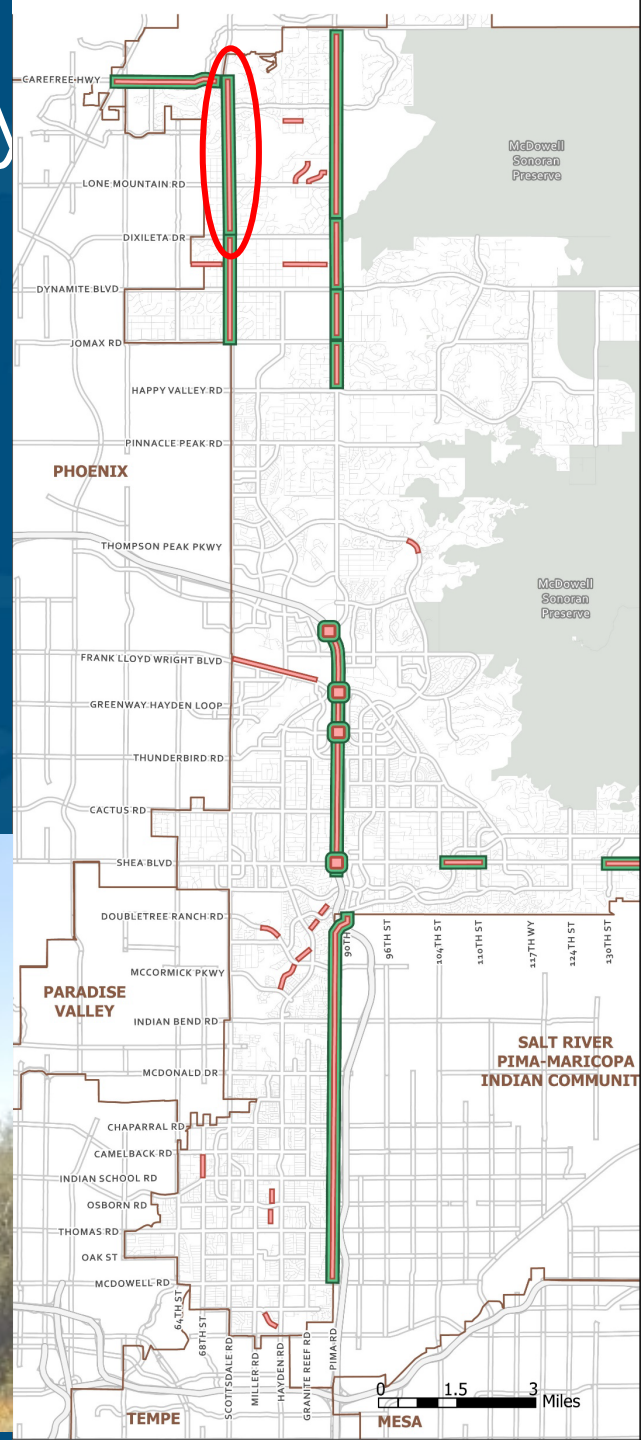 CAREFREE HWY
McDowell
Sonoran
Preserve
LONE MOUNTAIN RD
DIXILETA DR
DYNAMITE BLVD
JOMAX RD
HAPPY VALLEY RD
PINNACLE PEAK RD
PHOENIX
THOMPSON PEAK PKWY
McDowell
Sonoran
Preserve
FRANK LLOYD WRIGHT BLVD
GREENWAY HAYDEN LOOP
THUNDERBIRD RD
CACTUS RD
SHEA BLVD
DOUBLETREE RANCH RD
90TH
96TH ST
104TH ST
110TH ST
117TH WY
124TH ST
130TH ST
MCCORMICK PKWY
PARADISE
VALLEY
INDIAN BEND RD
SALT RIVER
PIMA-MARICOPA
INDIAN COMMUNIT
MCDONALD DR
CHAPARRAL RD
CAMELBACK RD
INDIAN SCHOOL RD
OSBORN RD
THOMAS RD
OAK ST
MCDOWELL RD
64TH ST
68TH ST
SCOTTSDALE RD
MILLER RD
HAYDEN RD
GRANITE REEF RD
PIMA RD
0 1.5 3
Miles
TEMPE
MESA